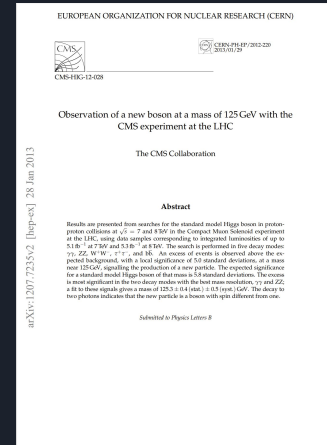 EUROPEAN ORGANIZATION FOR NUCLEAR RESEARCH (CERN)
CERN-PH-EP/2012-220
2013/01/29
CMS
CMS-HIG-12-028
Observation of a new boson at a mass of 125 GeV with the
CMS experiment at the LHC
The CMS Collaboration
Abstract
Results are presented from searches for the standard model Higgs boson in proton-
proton collisions at √s = 7 and 8 TeV in the Compact Muon Solenoid experiment
at the LHC, using data samples corresponding to integrated luminosities of up to
5.1 fb⁻¹ at 7 TeV and 5.3 fb⁻¹ at 8 TeV. The search is performed in five decay modes:
γγ, ZZ, W⁺W⁻, τ⁺τ⁻, and bb̄. An excess of events is observed above the ex-
pected background, with a local significance of 5.0 standard deviations, at a mass
near 125 GeV, signalling the production of a new particle. The expected significance
for a standard model Higgs boson of that mass is 5.8 standard deviations. The excess
is most significant in the two decay modes with the best mass resolution, γγ and ZZ;
a fit to these signals gives a mass of 125.3 ± 0.4 (stat.) ± 0.5 (syst.) GeV. The decay to
two photons indicates that the new particle is a boson with spin different from one.
Submitted to Physics Letters B
arXiv:1207.7235v2 [hep-ex] 28 Jan 2013